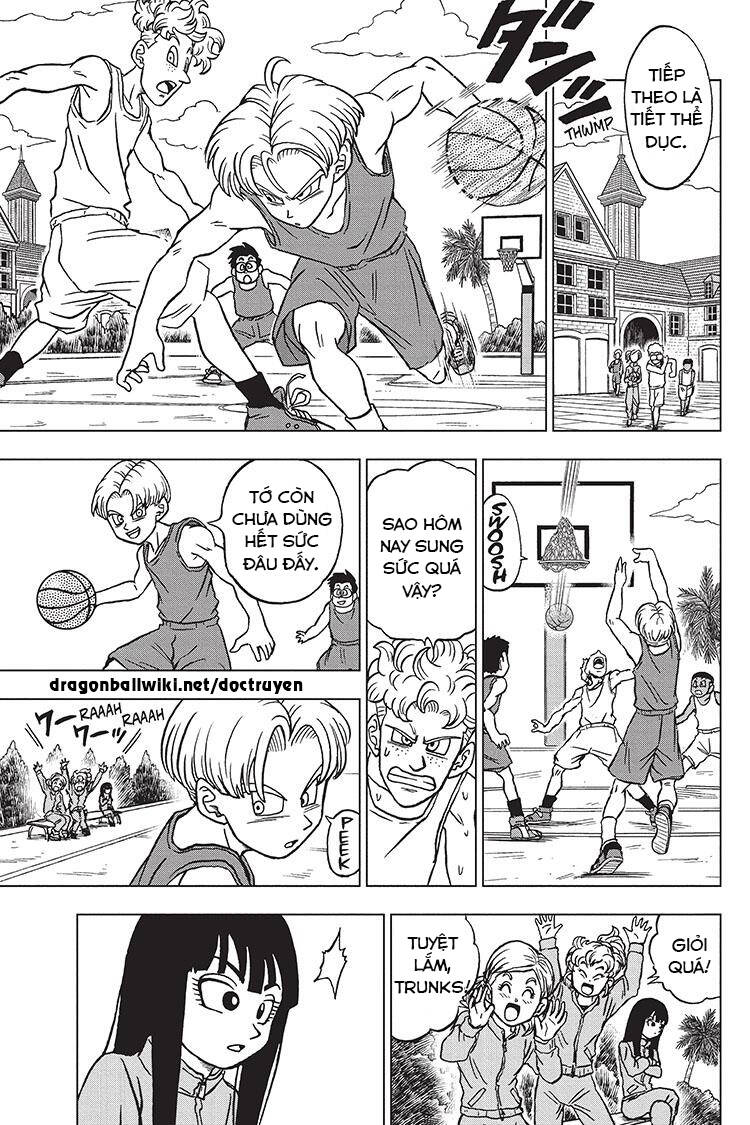 TIẾP
THEO LÀ
TIẾT THỂ
DỤC.
ダンッ
THWMP
SWOOSH
SAO HÔM
NAY SUNG
SỨC QUÁ
VẬY?
TỚ CÒN
CHƯA DÙNG
HẾT SỨC
ĐÂU ĐẤY.
dragonballwiki.net/doctruyen
PEEK
ワー
RAAAH
ワーッ
RAAAH
GIỎI
QUÁ!
TUYỆT
LẮM,
TRUNKS!